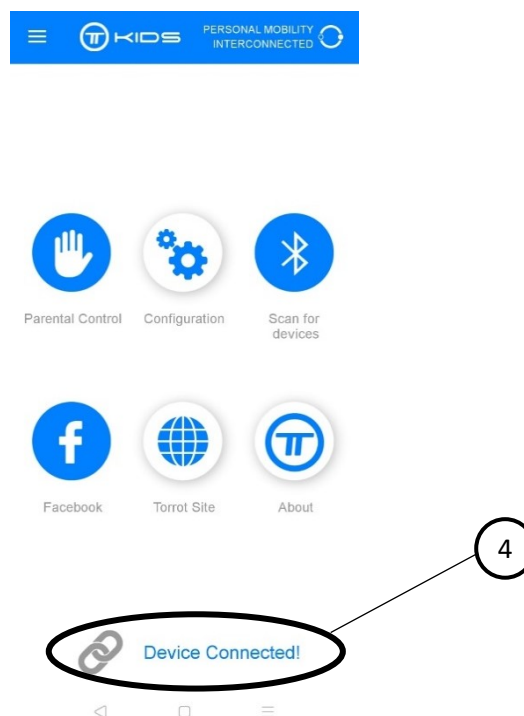 KIDS
PERSONAL MOBILITY
INTERCONNECTED
Parental Control
Configuration
Scan for
devices
Facebook
Torrot Site
About
4
Device Connected!